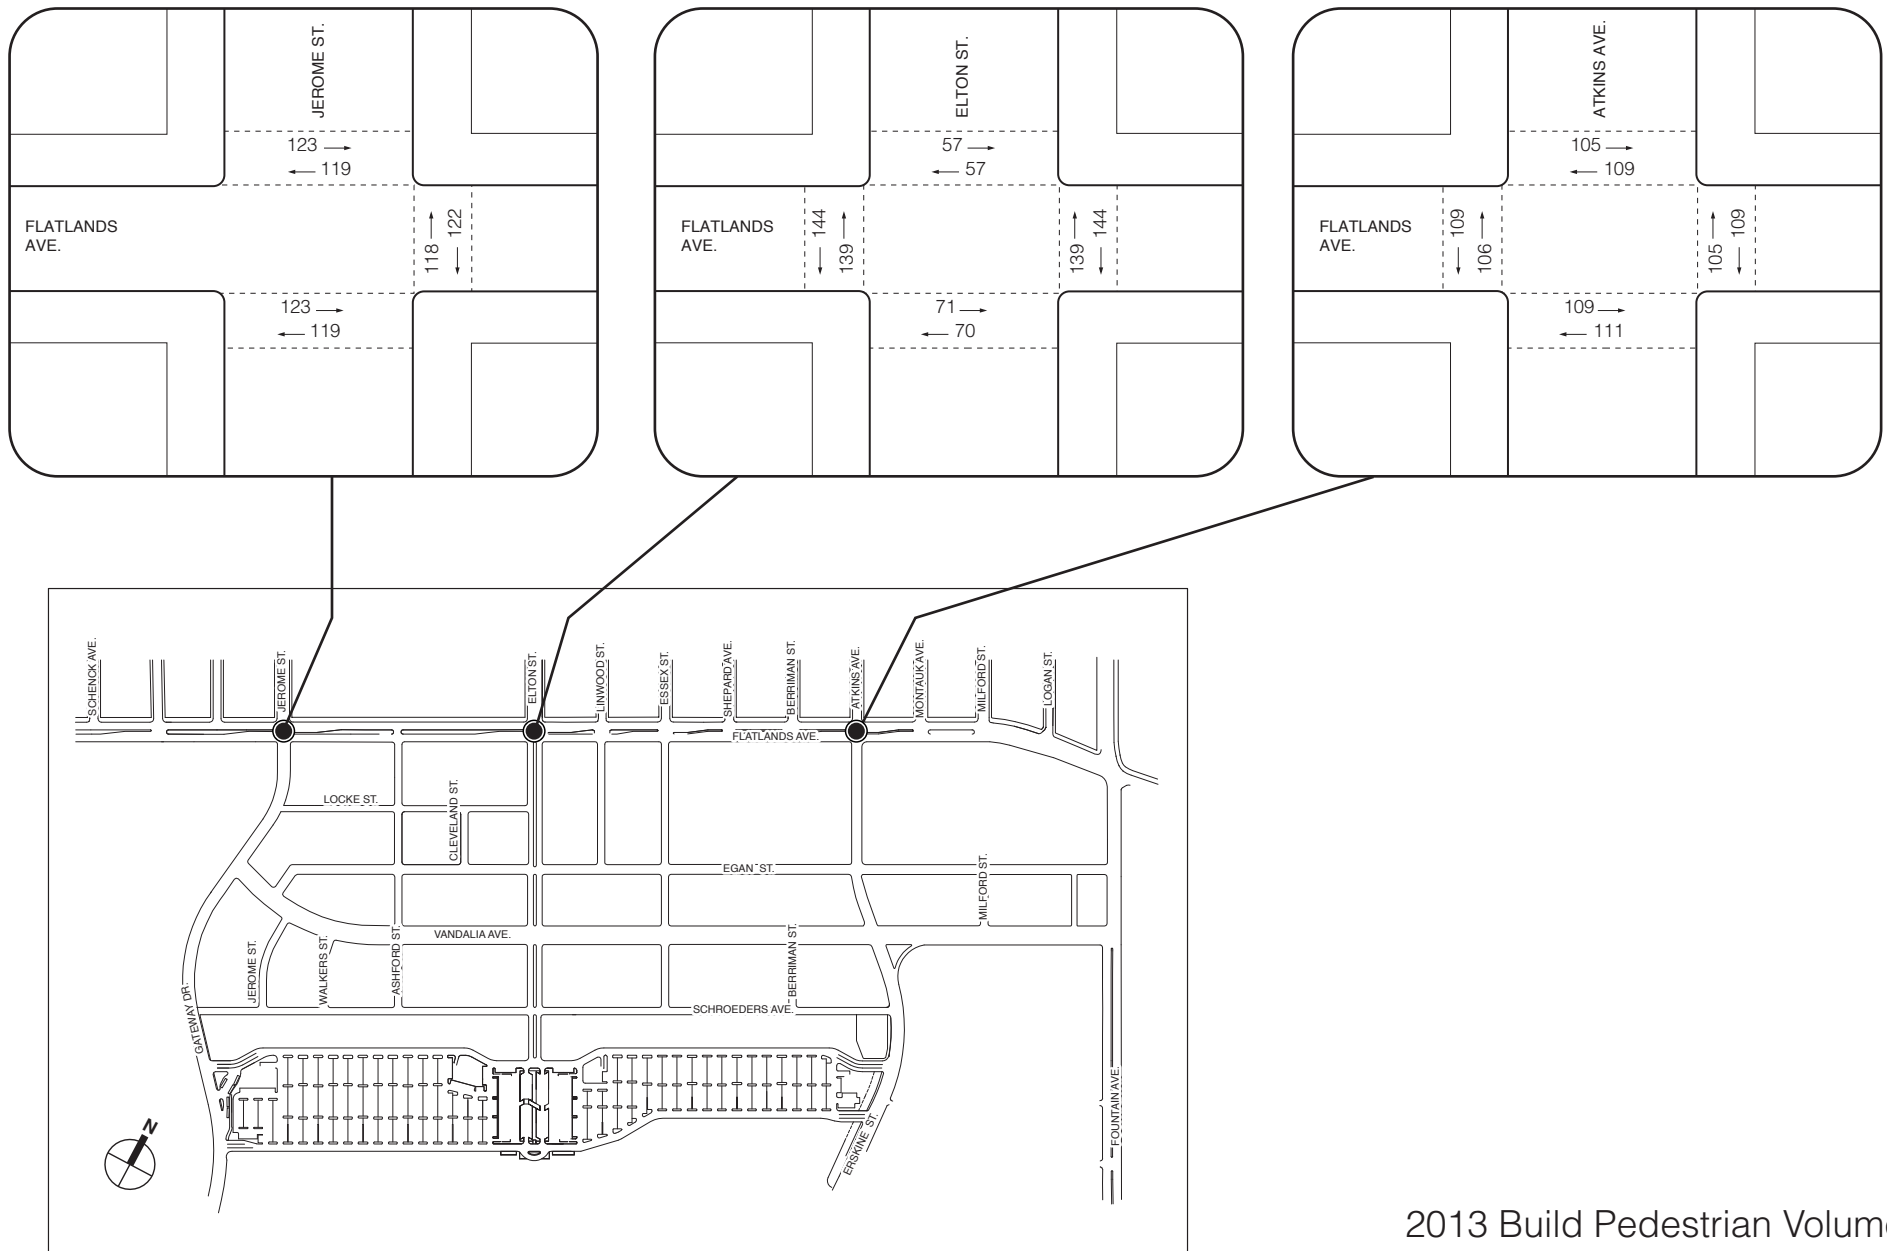 JEROME ST.
123
119
FLATLANDS
AVE.
118
122
123
119
ELTON ST.
57
57
FLATLANDS
AVE.
144
139
139
144
71
70
ATKINS AVE.
105
109
FLATLANDS
AVE.
109
106
105
109
109
111
SCHENCK AVE.
JEROME ST.
ELTON ST.
LINWOOD ST.
ESSEX ST.
SHEPARD AVE.
BERRIMAN ST.
ATKINS AVE.
MONTAUK AVE.
MILFORD ST.
LOGAN ST.
FLATLANDS AVE.
LOCKE ST.
CLEVELAND ST.
EGAN ST.
MILFORD ST.
VANDALIA AVE.
JEROME ST.
WALKERS ST.
ASHFORD ST.
BERRIMAN ST.
GATEWAY DR.
SCHROEDERS AVE.
FOUNTAIN AVE.
ERSKINE ST.
N
2013 Build Pedestrian Volum